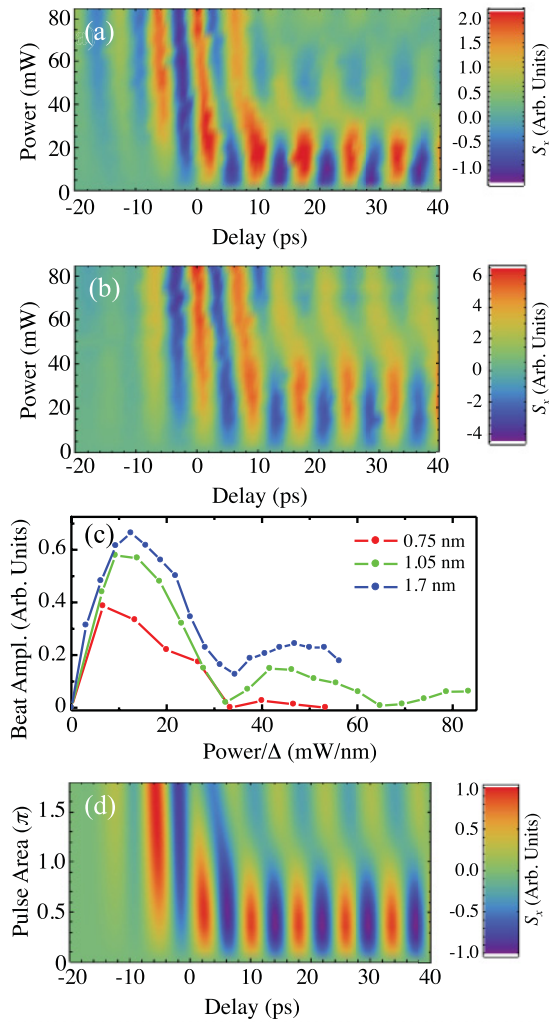 (a)
Power (mW)
80
60
40
20
0
-20 -10 0 10 20 30 40
Delay (ps)
2.0
1.5
1.0
0.5
0.0
-0.5
-1.0
Sx (Arb. Units)
(b)
Power (mW)
80
60
40
20
0
-20 -10 0 10 20 30 40
Delay (ps)
6
4
2
0
-2
-4
Sx (Arb. Units)
(c)
Beat Ampl. (Arb. Units)
0.6
0.4
0.2
0
0 20 40 60 80
Power/Δ (mW/nm)
0.75 nm
1.05 nm
1.7 nm
(d)
Pulse Area (π)
1.5
1.0
0.5
0
-20 -10 0 10 20 30 40
Delay (ps)
1.0
0.5
0.0
-0.5
-1.0
Sx (Arb. Units)